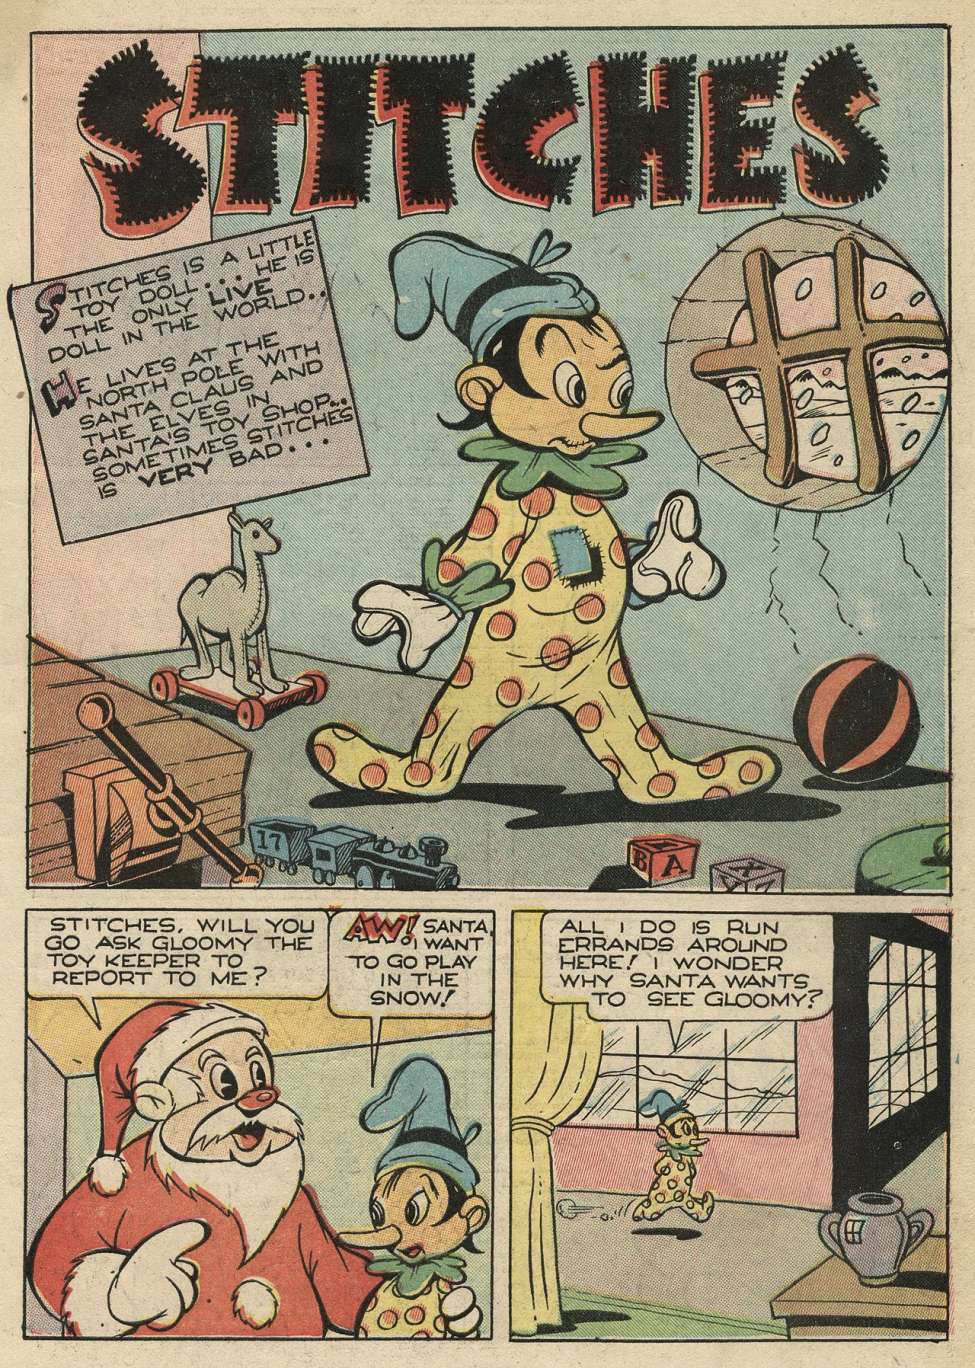 STITCHES
STITCHES IS A LITTLE
TOY DOLL... HE IS
THE ONLY LIVE
DOLL IN THE WORLD..
HE LIVES AT THE
NORTH POLE WITH
SANTA CLAUS AND
THE ELVES IN
SANTA'S TOY SHOP...
SOMETIMES STITCHES
IS VERY BAD...
17
B A
STITCHES, WILL YOU
GO ASK GLOOMY THE
TOY KEEPER TO
REPORT TO ME?
AW! SANTA,
I WANT
TO GO PLAY
IN THE
SNOW!
ALL I DO IS RUN
ERRANDS AROUND
HERE! I WONDER
WHY SANTA WANTS
TO SEE GLOOMY?